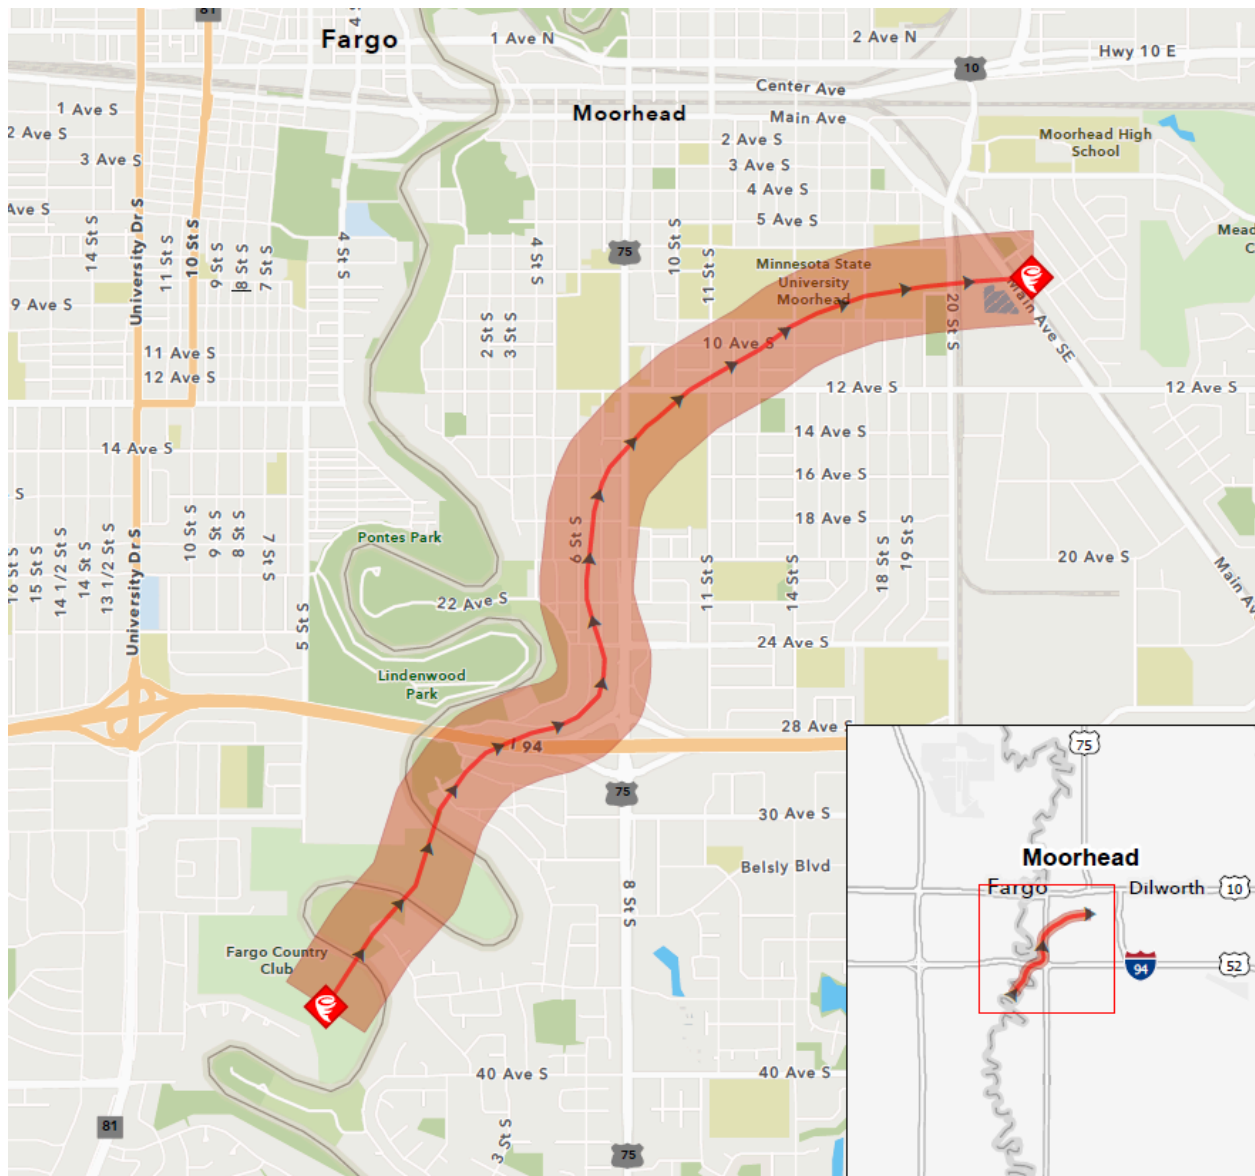 81
4 S
Fargo
1 Ave N
2 Ave N
Hwy 10 E
10
Center Ave
1 Ave S
Moorhead
Main Ave
2 Ave S
2 Ave S
Moorhead High
School
3 Ave S
3 Ave S
4 Ave S
Ave S
5 Ave S
14 St S
University Dr S
11 St S
10 St S
9 St S
8 St S
7 St S
4 St S
4 St S
75
10 St S
11 St S
Mead
C
Minnesota State
University
Moorhead
9 Ave S
2 St S
3 St S
20 St S
Main Ave SE
11 Ave S
10 Ave S
12 Ave S
12 Ave S
12 Ave S
14 Ave S
14 Ave S
16 Ave S
S
18 Ave S
16 St S
15 St S
14 1/2 St S
14 St S
13 1/2 St S
University Dr S
10 St S
9 St S
8 St S
7 St S
Pontes Park
6 St S
11 St S
14 St S
18 St S
19 St S
20 Ave S
Main Av
22 Ave S
5 St S
24 Ave S
Lindenwood
Park
28 Ave S
I 94
75
30 Ave S
Belsly Blvd
8 St S
Fargo Country
Club
40 Ave S
40 Ave S
81
3 St S
75
75
Moorhead
Fargo
Dilworth
10
94
52